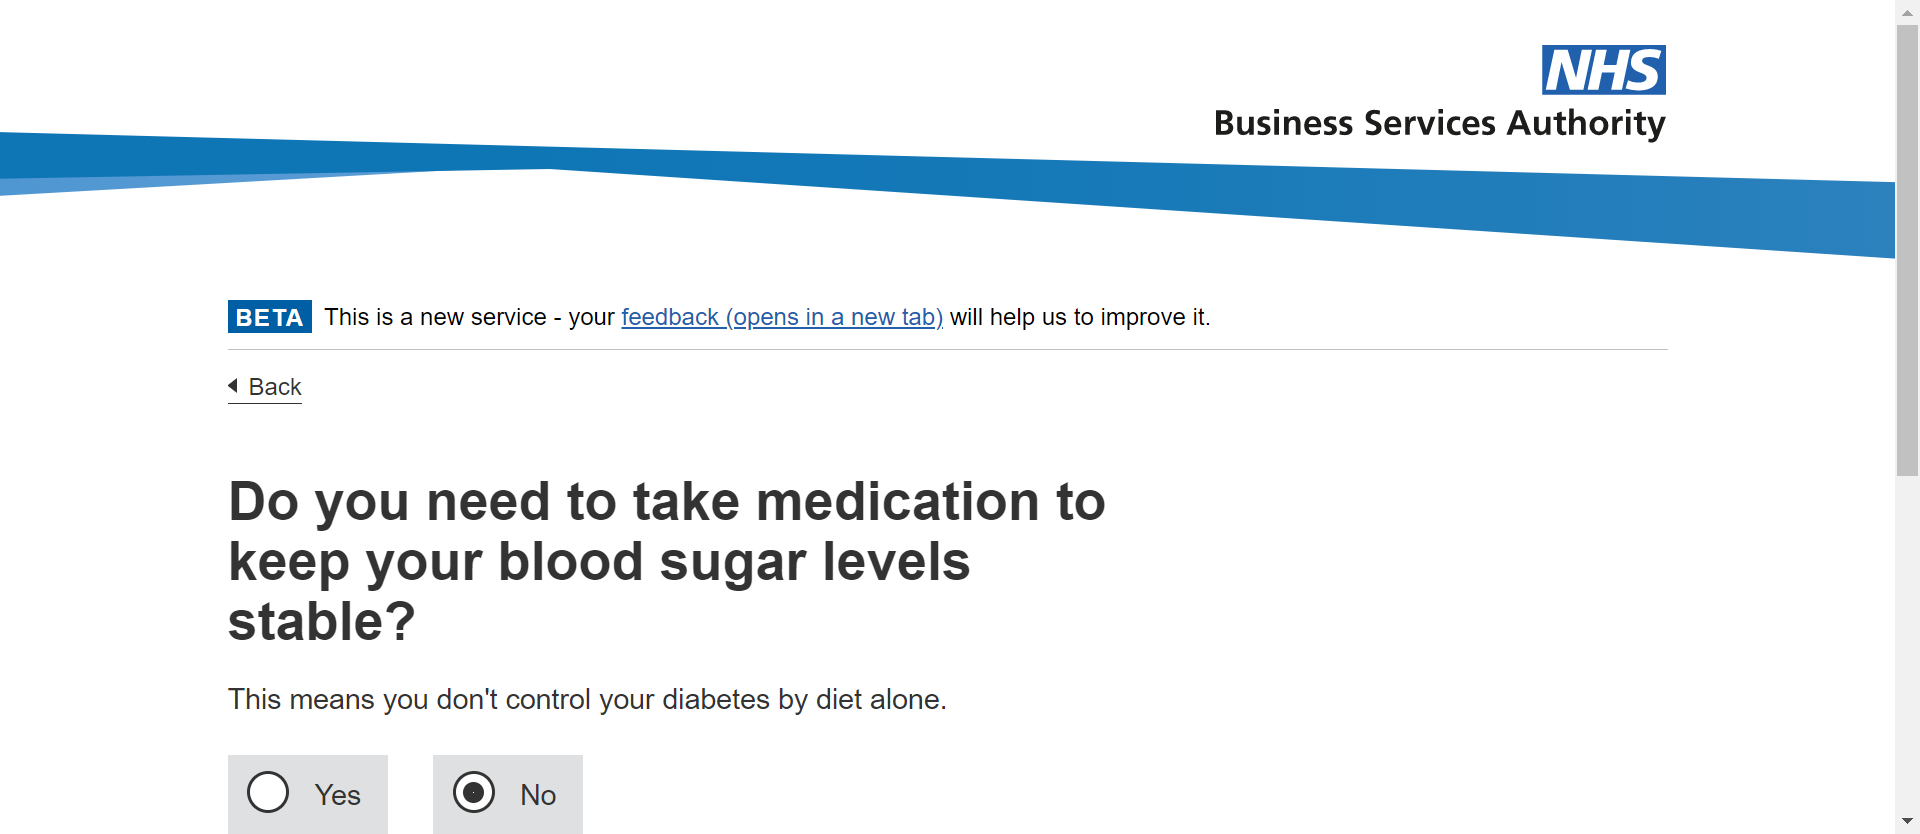 NHS
Business Services Authority
BETA This is a new service - your feedback (opens in a new tab) will help us to improve it.
Back
Do you need to take medication to
keep your blood sugar levels
stable?
This means you don't control your diabetes by diet alone.
Yes No